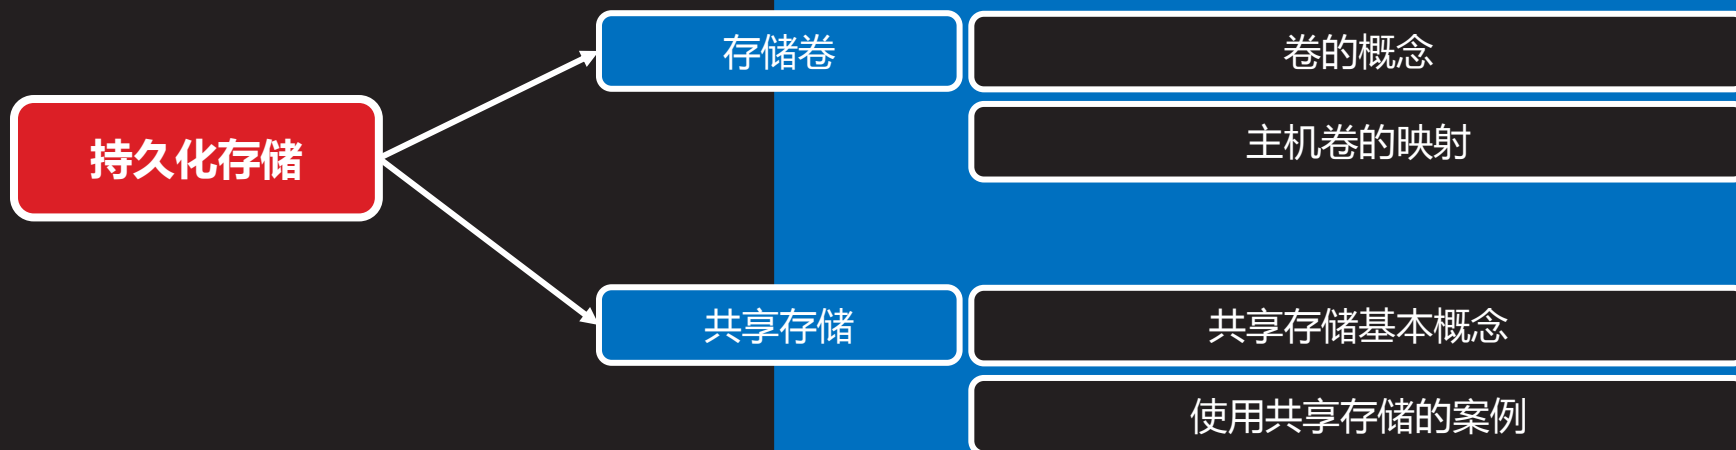 持久化存储
存储卷
卷的概念
主机卷的映射
共享存储
共享存储基本概念
使用共享存储的案例